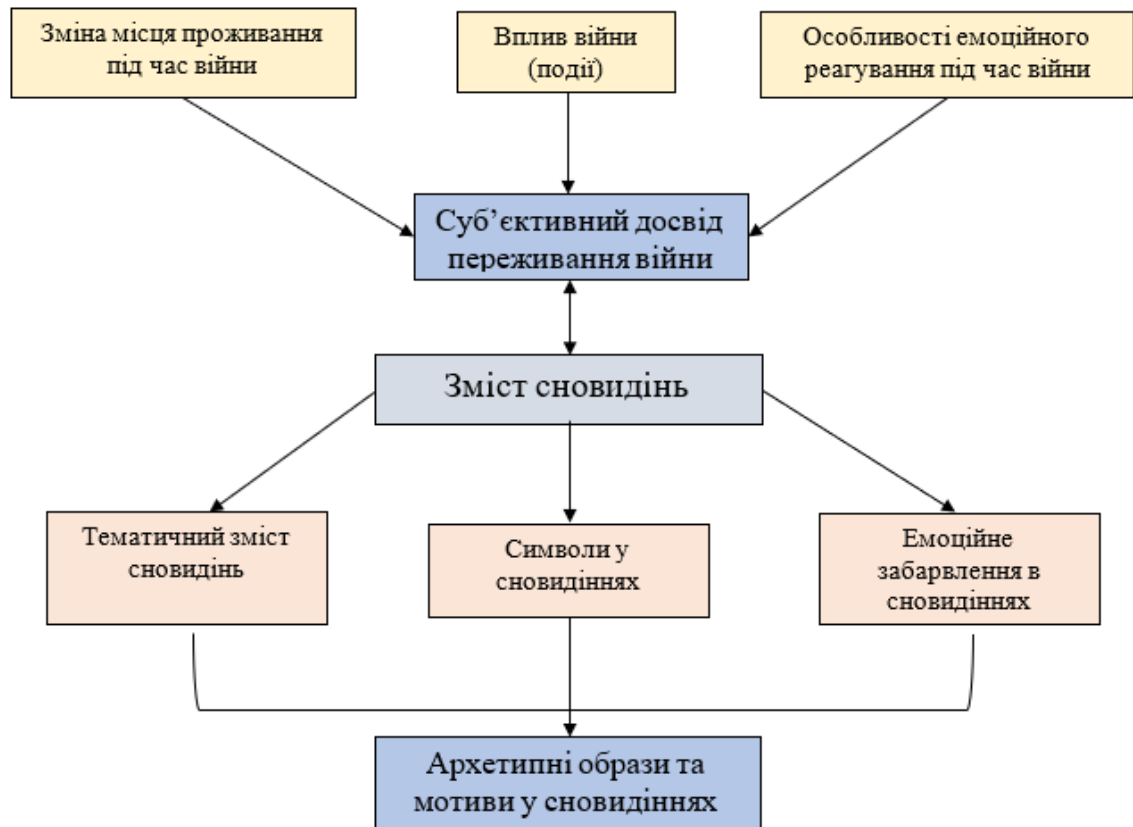 Зміна місця проживання
під час війни
Вплив війни
(події)
Особливості емоційного
реагування під час війни
Суб’єктивний досвід
переживання війни
Зміст сновидінь
Тематичний зміст
сновидінь
Символи у
сновидіннях
Емоційне
забарвлення в
сновидіннях
Архетипні образи та
мотиви у сновидіннях